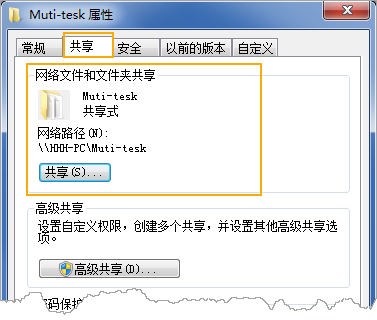 Muti-tesk 属性
常规 共享 安全 以前的版本 自定义
网络文件和文件夹共享
Muti-tesk
共享式
网络路径(N):
\\HHH-PC\Muti-tesk
共享(S)...
高级共享
设置自定义权限，创建多个共享，并设置其他高级共享选
项。
高级共享(D)...
密码保护